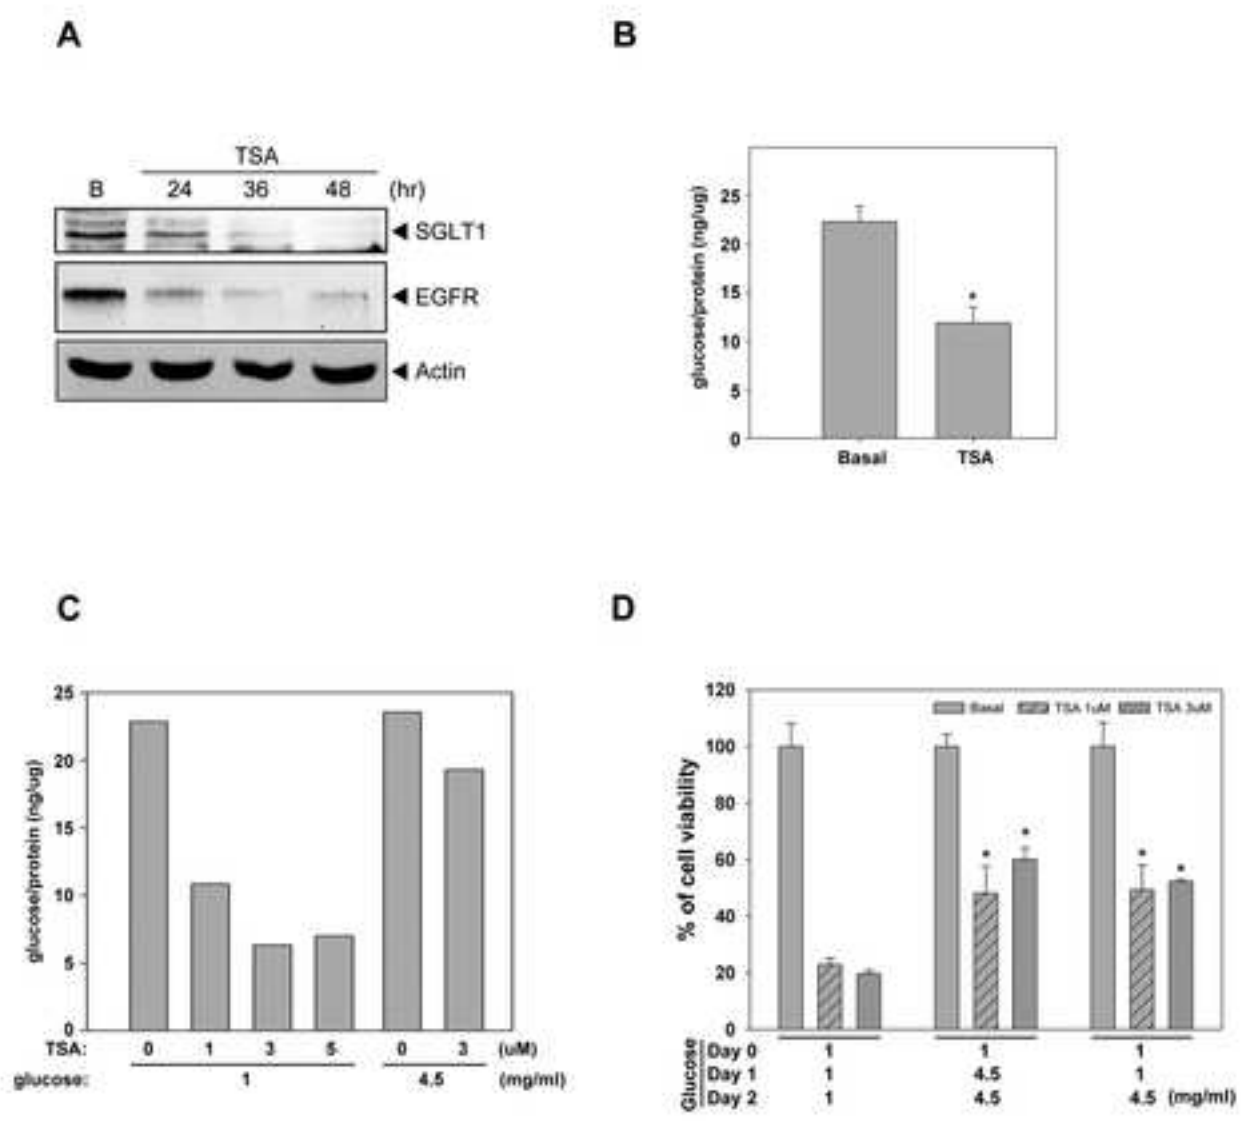 A
B
TSA
B 24 36 48 (hr)
SGLT1
EGFR
Actin
glucose/protein (ng/ug)
25
20
15
10
5
0
*
Basal TSA
C
D
glucose/protein (ng/ug)
25
20
15
10
5
0
TSA: 0 1 3 5 0 3 (uM)
glucose: 1 4.5 (mg/ml)
% of cell viability
120
100
80
60
40
20
0
Basal TSA 1uM TSA 3uM
* * * *
Glucose
Day 0 1 1 1
Day 1 1 4.5 1
Day 2 1 4.5 4.5 (mg/ml)